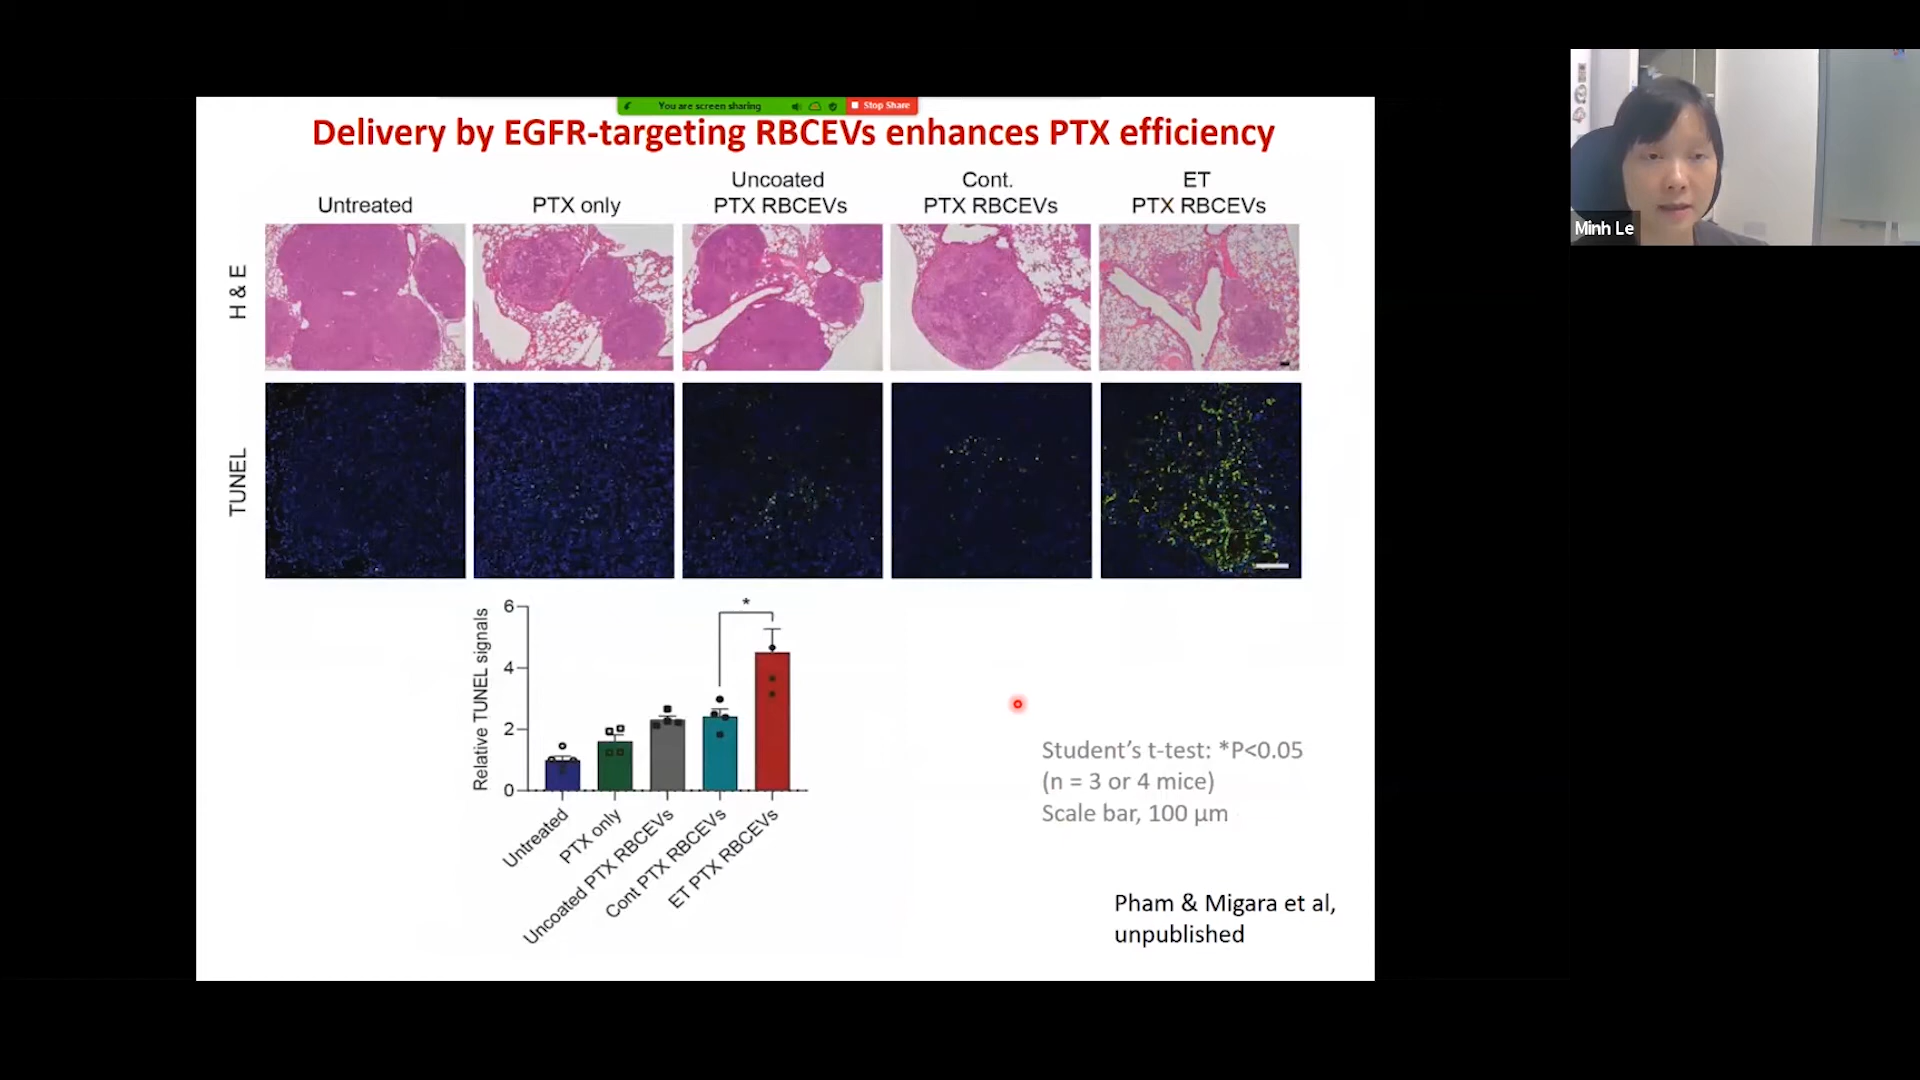 You are screen sharing
Stop Share
Delivery by EGFR-targeting RBCEVs enhances PTX efficiency
Untreated
PTX only
Uncoated
PTX RBCEVs
Cont.
PTX RBCEVs
ET
PTX RBCEVs
H & E
TUNEL
Relative TUNEL signals
6
4
2
0
*
Untreated
PTX only
Uncoated PTX RBCEVs
Cont PTX RBCEVs
ET PTX RBCEVs
Student’s t-test: *P<0.05
(n = 3 or 4 mice)
Scale bar, 100 µm
Pham & Migara et al,
unpublished
Minh Le